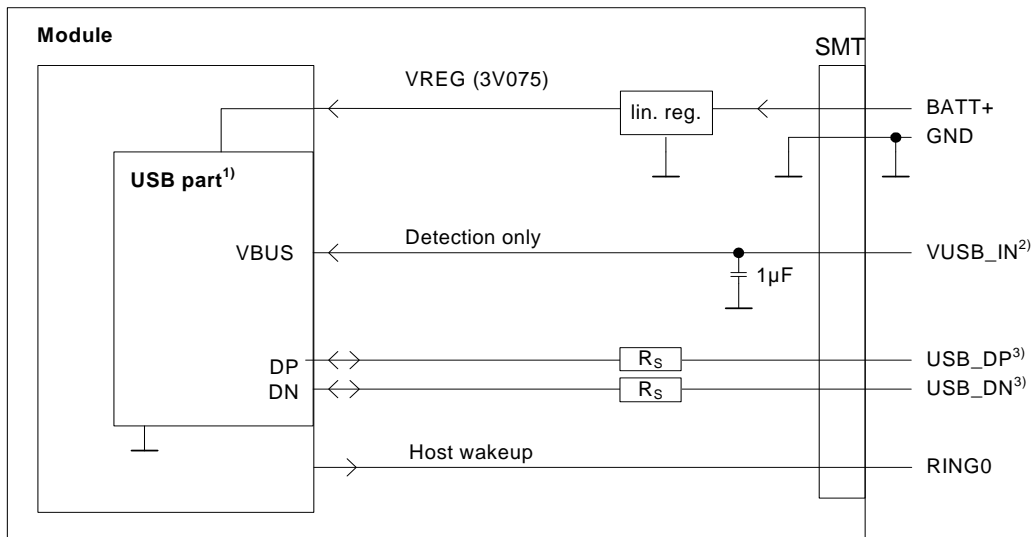 Module
SMT
VREG (3V075)
lin. reg.
BATT+
GND
USB part1)
VBUS
Detection only
VUSB_IN2)
1µF
DP
RS
USB_DP3)
DN
RS
USB_DN3)
Host wakeup
RING0